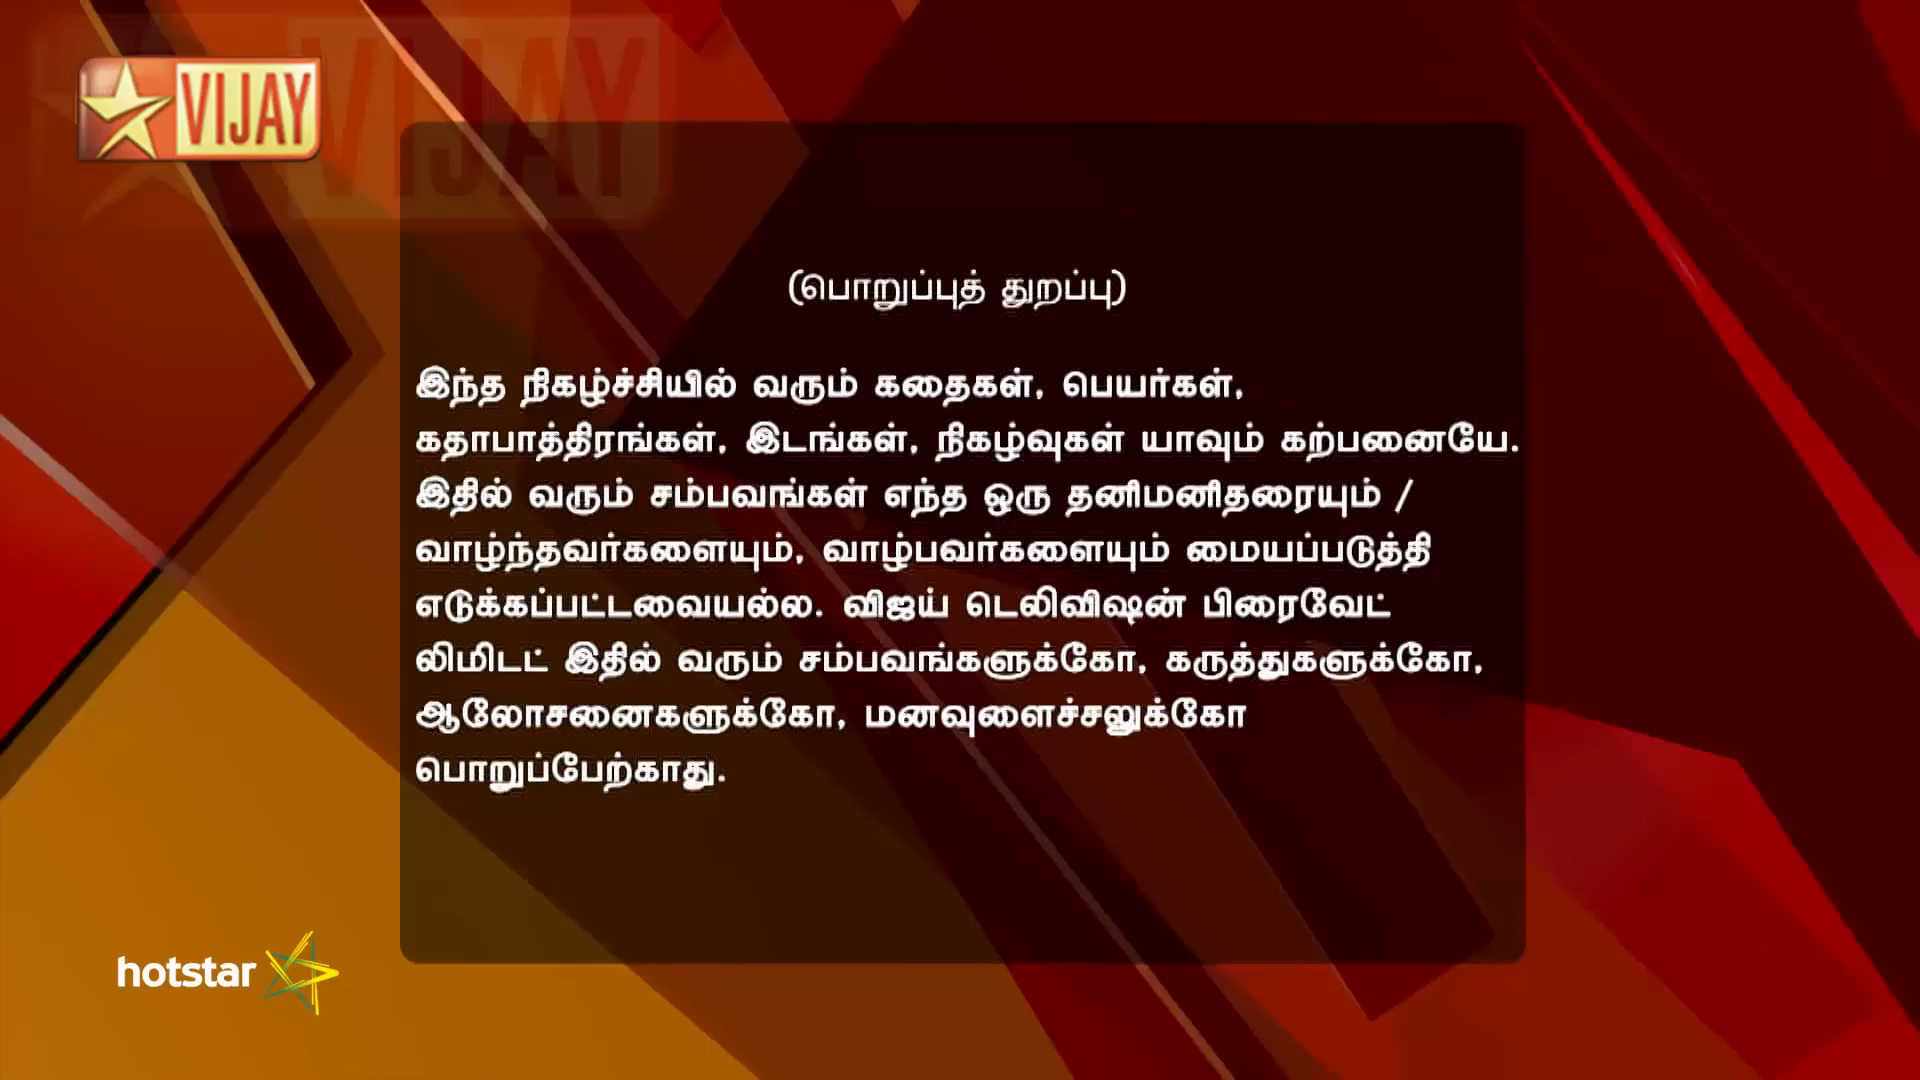 VIJAY
VIJAY
(பொறுப்புத் துறப்பு)
இந்த நிகழ்ச்சியில் வரும் கதைகள், பெயர்கள்,
கதாபாத்திரங்கள், இடங்கள், நிகழ்வுகள் யாவும் கற்பனையே.
இதில் வரும் சம்பவங்கள் எந்த ஒரு தனிமனிதரையும் /
வாழ்ந்தவர்களையும், வாழ்பவர்களையும் மையப்படுத்தி
எடுக்கப்பட்டவையல்ல. விஜய் டெலிவிஷன் பிரைவேட்
லிமிடட் இதில் வரும் சம்பவங்களுக்கோ, கருத்துகளுக்கோ,
ஆலோசனைகளுக்கோ, மனவுளைச்சலுக்கோ
பொறுப்பேற்காது.
hotstar